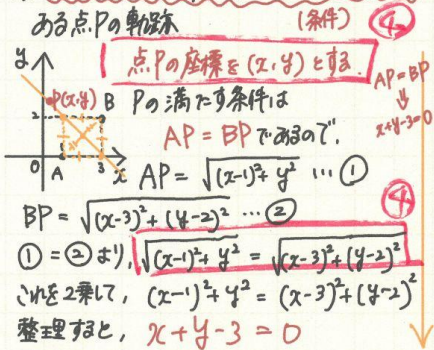 ある点Pの軌跡 (条件) ④
点Pの座標を(x,y)とする.
y
P(x,y)
B
2
O
A
3
x
Pの満たす条件は
AP=BP
⇓
x+y-3=0
AP=BPであるので,
AP=√(x-1)²+y² … ①
BP=√(x-3)²+(y-2)² … ②
④
①=②より, √(x-1)²+y² = √(x-3)²+(y-2)²
これを2乗して, (x-1)²+y² = (x-3)²+(y-2)²
整理すると, x+y-3=0